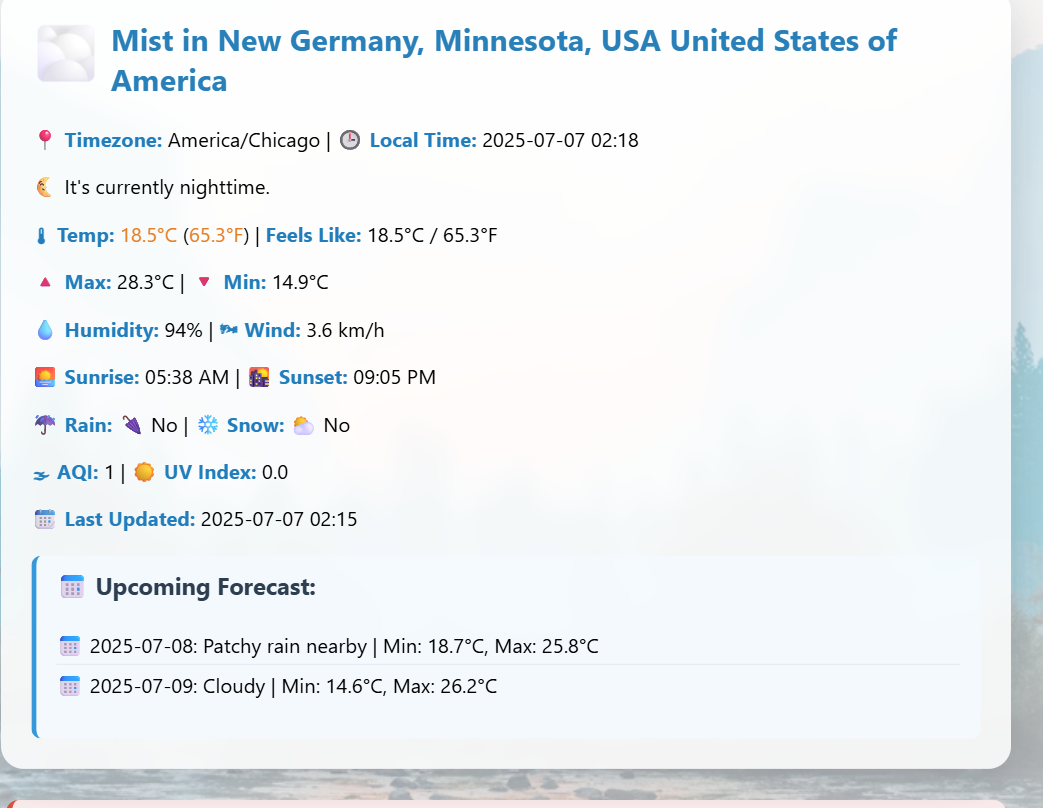 Mist in New Germany, Minnesota, USA United States of
America
Timezone: America/Chicago | Local Time: 2025-07-07 02:18
It's currently nighttime.
Temp: 18.5°C (65.3°F) | Feels Like: 18.5°C / 65.3°F
Max: 28.3°C | Min: 14.9°C
Humidity: 94% | Wind: 3.6 km/h
Sunrise: 05:38 AM | Sunset: 09:05 PM
Rain: No | Snow: No
AQI: 1 | UV Index: 0.0
Last Updated: 2025-07-07 02:15
Upcoming Forecast:
2025-07-08: Patchy rain nearby | Min: 18.7°C, Max: 25.8°C
2025-07-09: Cloudy | Min: 14.6°C, Max: 26.2°C